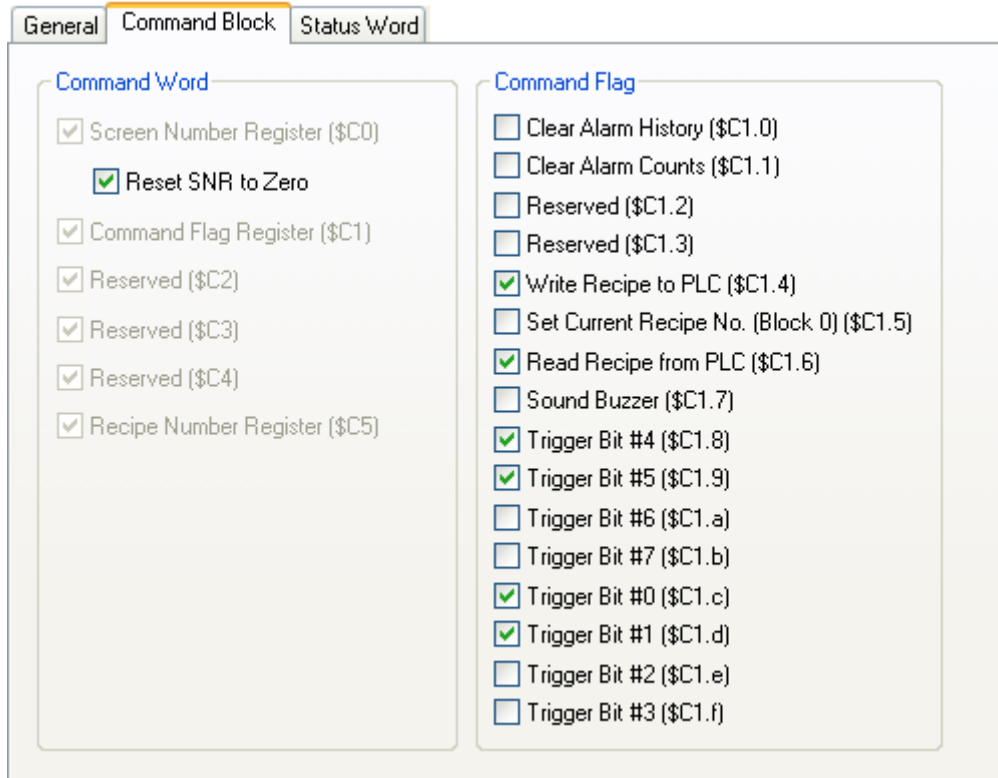 General Command Block Status Word
Command Word
Screen Number Register ($C0)
Reset SNR to Zero
Command Flag Register ($C1)
Reserved ($C2)
Reserved ($C3)
Reserved ($C4)
Recipe Number Register ($C5)
Command Flag
Clear Alarm History ($C1.0)
Clear Alarm Counts ($C1.1)
Reserved ($C1.2)
Reserved ($C1.3)
Write Recipe to PLC ($C1.4)
Set Current Recipe No. (Block 0) ($C1.5)
Read Recipe from PLC ($C1.6)
Sound Buzzer ($C1.7)
Trigger Bit #4 ($C1.8)
Trigger Bit #5 ($C1.9)
Trigger Bit #6 ($C1.a)
Trigger Bit #7 ($C1.b)
Trigger Bit #0 ($C1.c)
Trigger Bit #1 ($C1.d)
Trigger Bit #2 ($C1.e)
Trigger Bit #3 ($C1.f)